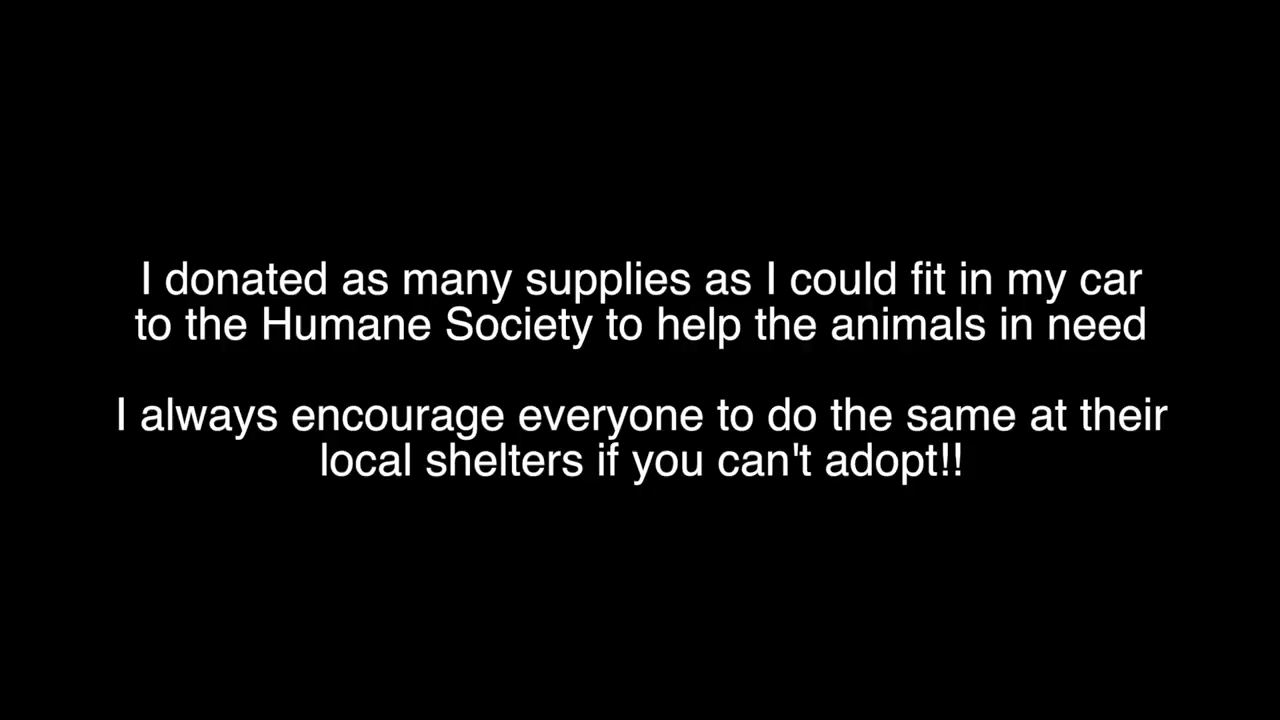 I donated as many supplies as I could fit in my car
to the Humane Society to help the animals in need
I always encourage everyone to do the same at their
local shelters if you can't adopt!!